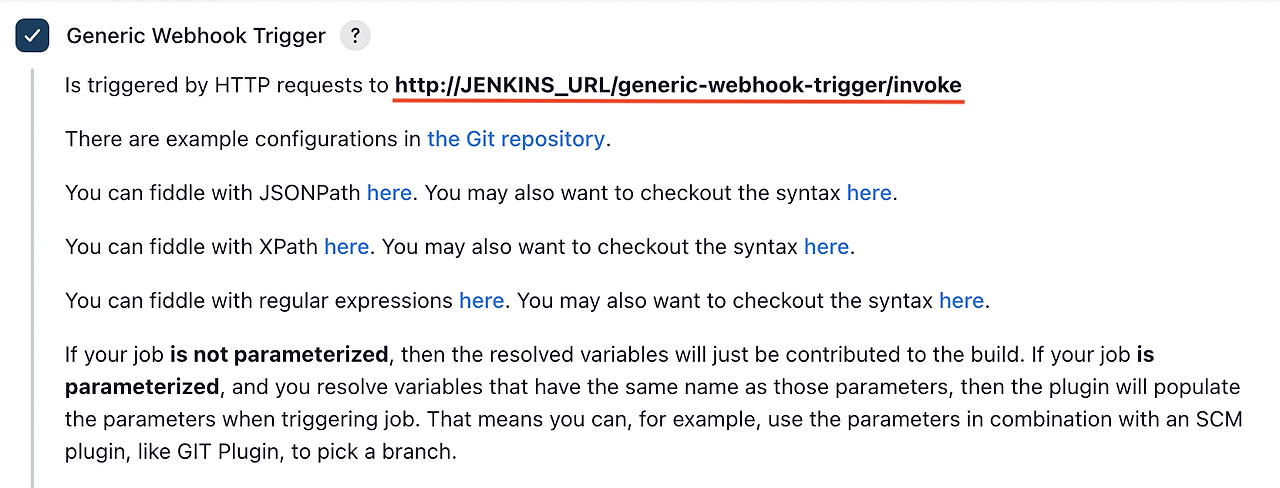 Generic Webhook Trigger ?
Is triggered by HTTP requests to http://JENKINS_URL/generic-webhook-trigger/invoke
There are example configurations in the Git repository.
You can fiddle with JSONPath here. You may also want to checkout the syntax here.
You can fiddle with XPath here. You may also want to checkout the syntax here.
You can fiddle with regular expressions here. You may also want to checkout the syntax here.
If your job is not parameterized, then the resolved variables will just be contributed to the build. If your job is
parameterized, and you resolve variables that have the same name as those parameters, then the plugin will populate
the parameters when triggering job. That means you can, for example, use the parameters in combination with an SCM
plugin, like GIT Plugin, to pick a branch.